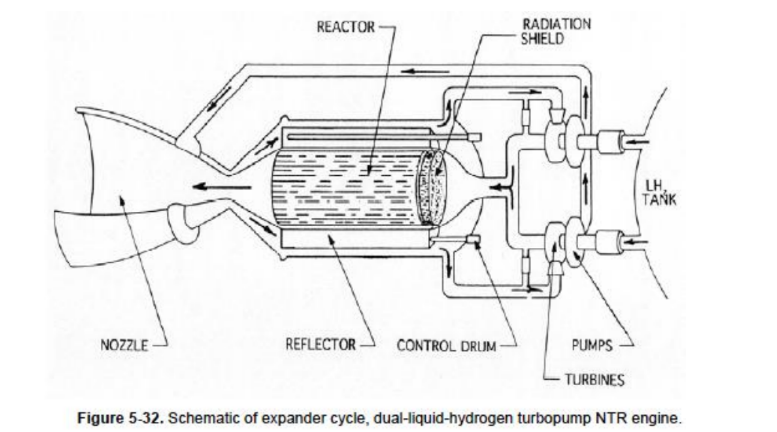 REACTOR
RADIATION
SHIELD
LH,
TANK
NOZZLE
REFLECTOR
CONTROL DRUM
PUMPS
TURBINES
Figure 5-32. Schematic of expander cycle, dual-liquid-hydrogen turbopump NTR engine.